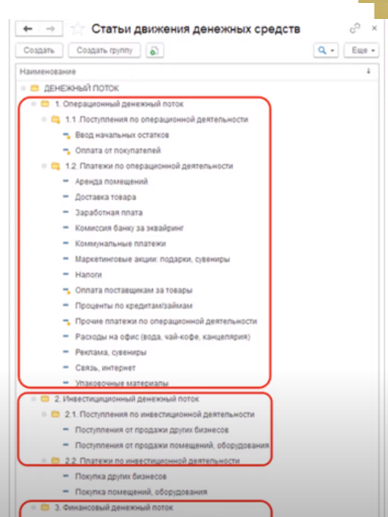 Статьи движения денежных средств
Создать Создать группу Еще
Наименование
ДЕНЕЖНЫЙ ПОТОК
1. Операционный денежный поток
1.1. Поступления по операционной деятельности
Ввод начальных остатков
Оплата от покупателей
1.2. Платежи по операционной деятельности
Аренда помещений
Доставка товара
Заработная плата
Комиссия банку за эквайринг
Коммунальные платежи
Маркетинговые акции: подарки, сувениры
Налоги
Оплата поставщикам за товары
Проценты по кредитам/займам
Прочие платежи по операционной деятельности
Расходы на офис (вода, чай-кофе, канцелярия)
Реклама, сувениры
Связь, интернет
Упаковочные материалы
2. Инвестиционный денежный поток
2.1. Поступления по инвестиционной деятельности
Поступления от продажи других бизнесов
Поступления от продажи помещений, оборудования
2.2. Платежи по инвестиционной деятельности
Покупка других бизнесов
Покупка помещений, оборудования
3. Финансовый денежный поток